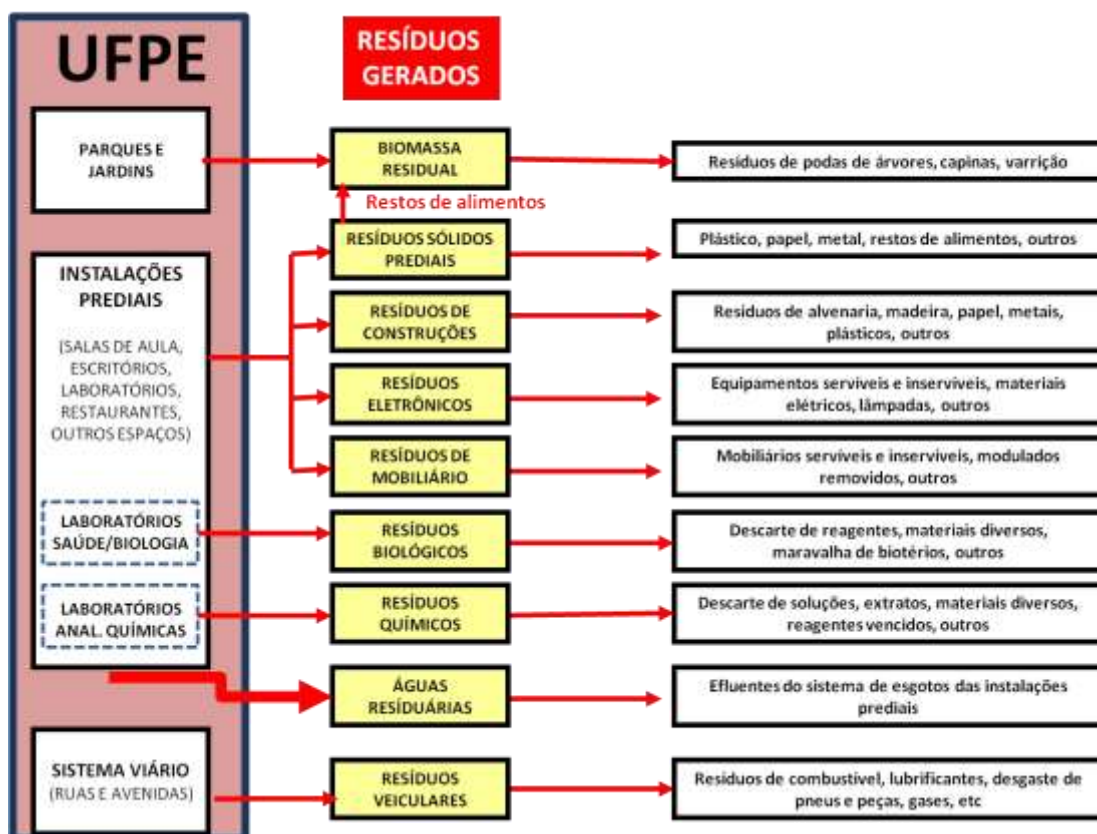 UFPE
RESÍDUOS
GERADOS
PARQUES E
JARDINS
BIOMASSA
RESIDUAL
Resíduos de podas de árvores, capinas, varrição
Restos de alimentos
INSTALAÇÕES
PREDIAIS
(SALAS DE AULA,
ESCRITÓRIOS,
LABORATÓRIOS,
RESTAURANTES,
OUTROS ESPAÇOS)
RESÍDUOS SÓLIDOS
PREDIAIS
Plástico, papel, metal, restos de alimentos, outros
RESÍDUOS DE
CONSTRUÇÕES
Resíduos de alvenaria, madeira, papel, metais,
plásticos, outros
RESÍDUOS
ELETRÔNICOS
Equipamentos servíveis e inservíveis, materiais
elétricos, lâmpadas, outros
RESÍDUOS DE
MOBILIÁRIO
Mobiliários servíveis e inservíveis, modulados
removidos, outros
LABORATÓRIOS
SAÚDE/BIOLOGIA
RESÍDUOS
BIOLÓGICOS
Descarte de reagentes, materiais diversos,
maravalha de biotérios, outros
LABORATÓRIOS
ANAL. QUÍMICAS
RESÍDUOS
QUÍMICOS
Descarte de soluções, extratos, materiais diversos,
reagentes vencidos, outros
ÁGUAS
RESÍDUÁRIAS
Efluentes do sistema de esgotos das instalações
prediais
SISTEMA VIÁRIO
(RUAS E AVENIDAS)
RESÍDUOS
VEICULARES
Resíduos de combustível, lubrificantes, desgaste de
pneus e peças, gases, etc